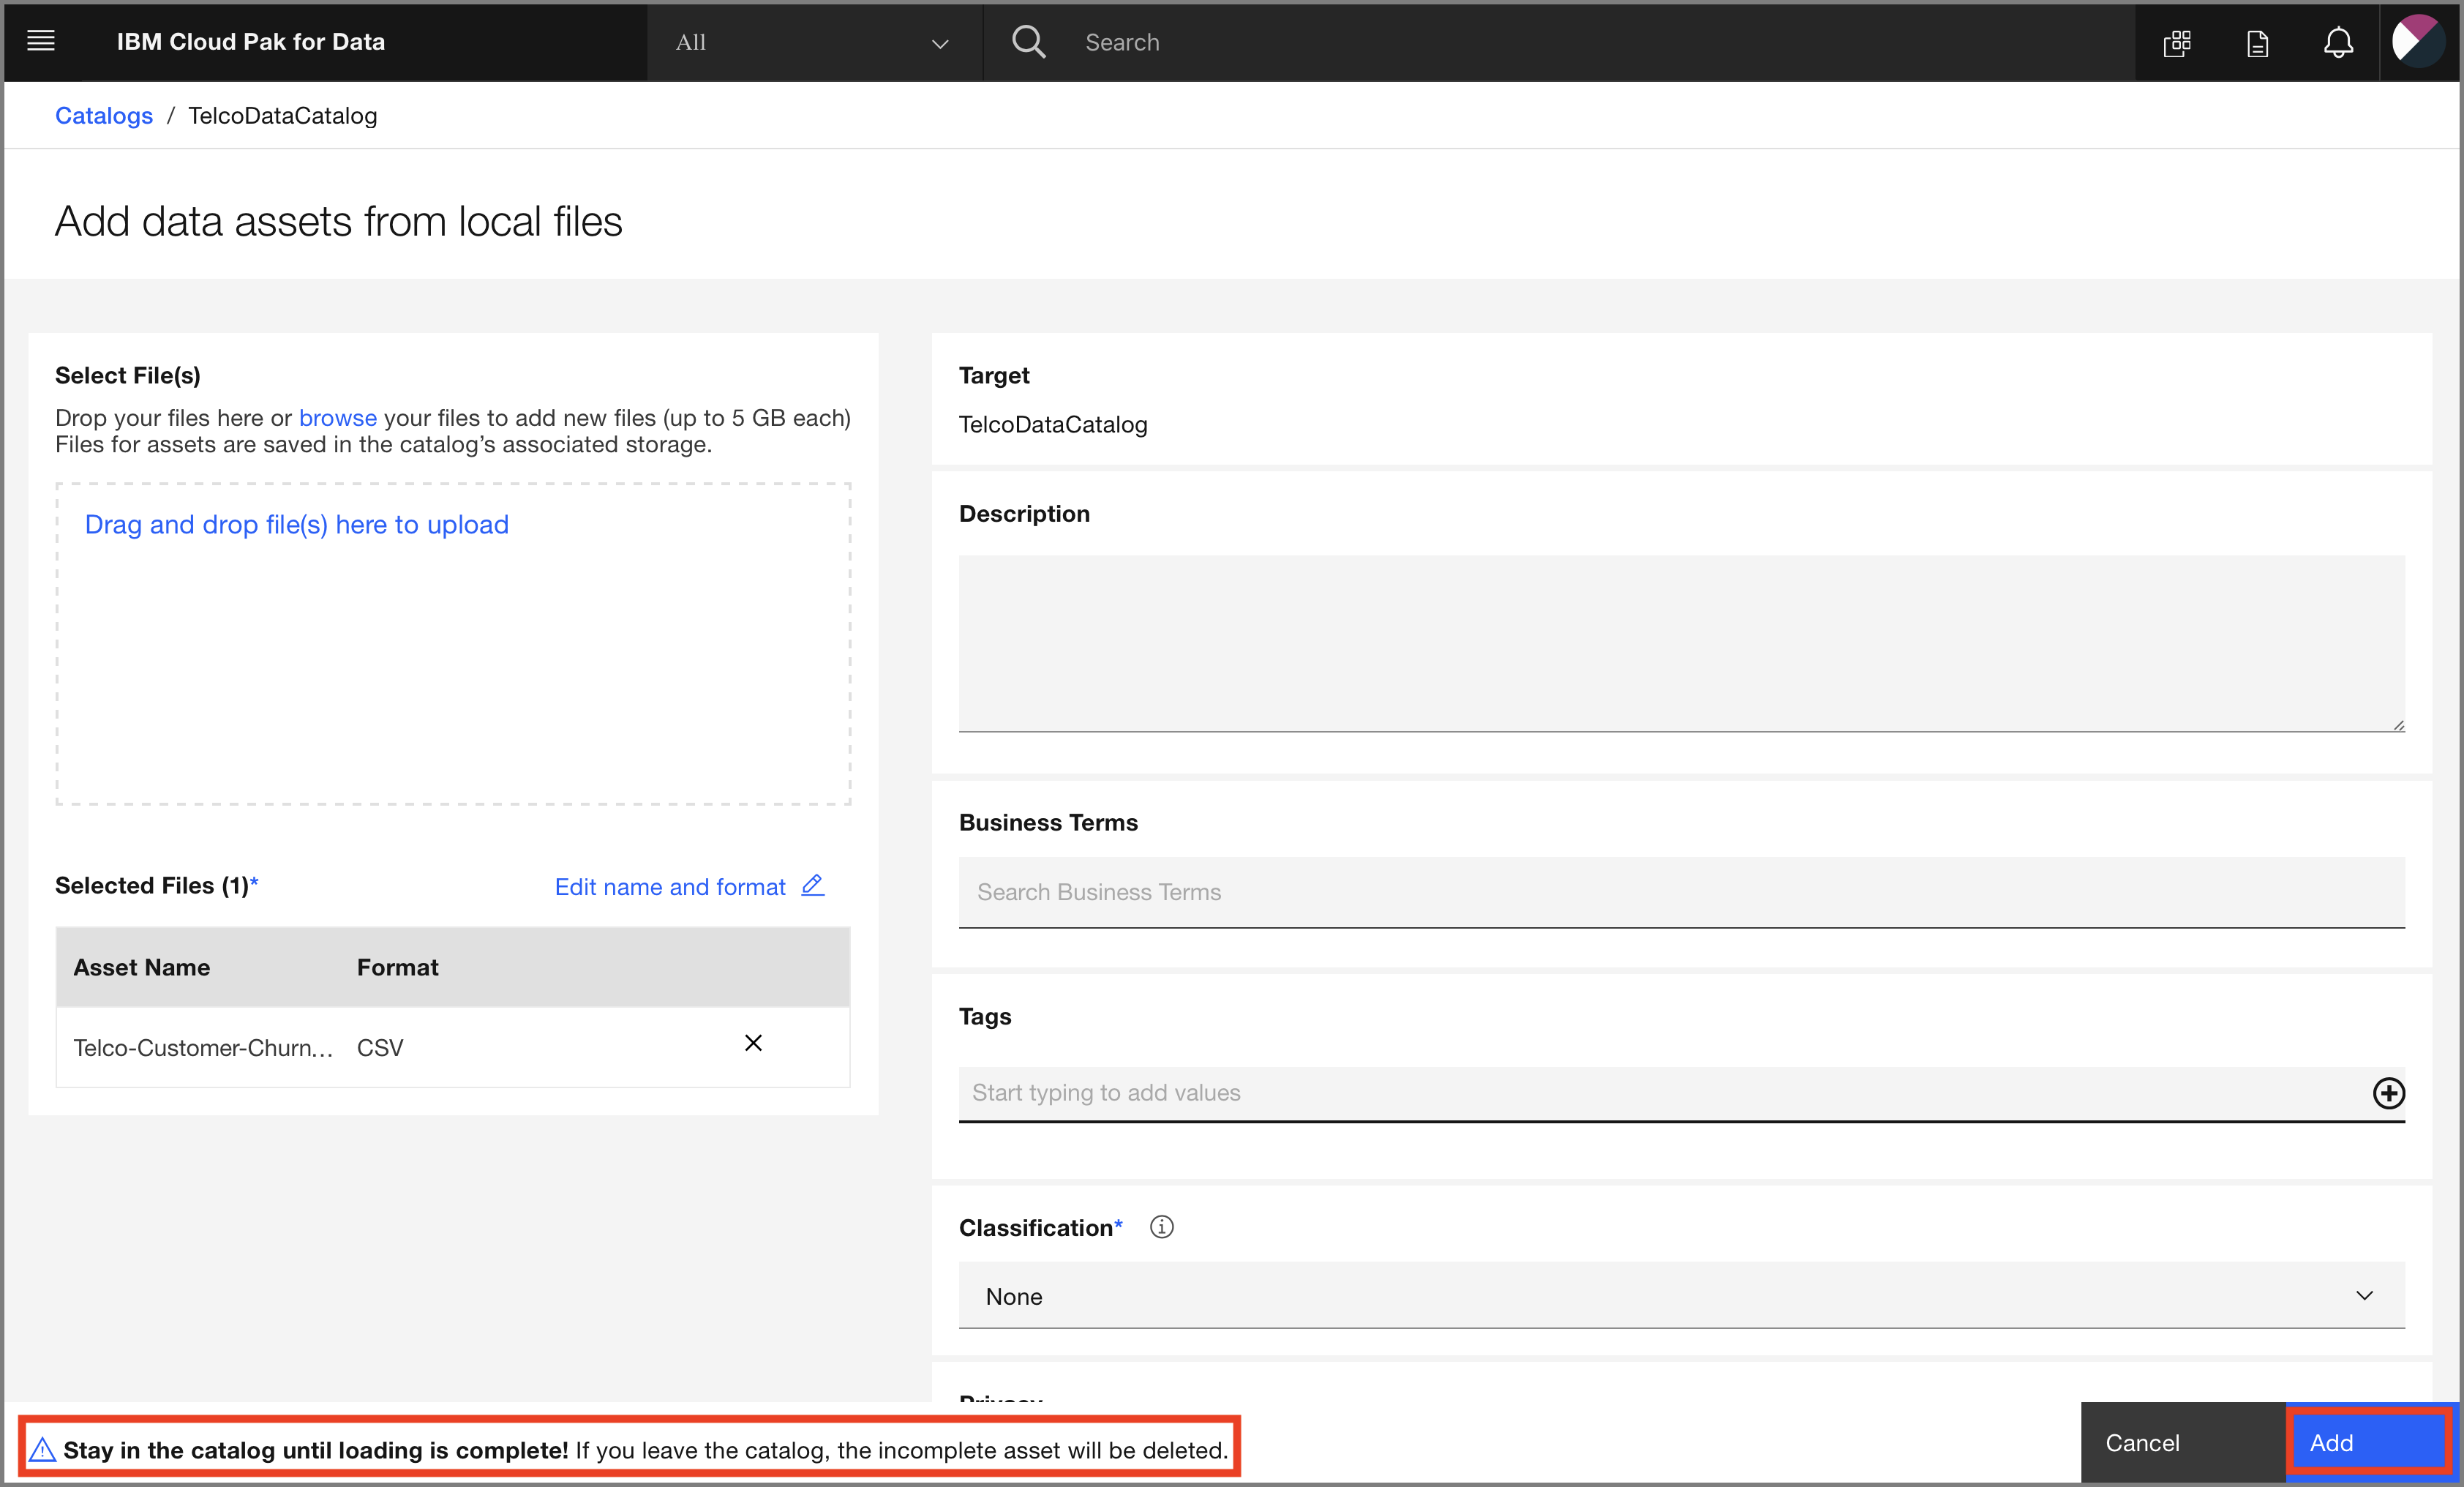 IBM Cloud Pak for Data
All
Search
Catalogs / TelcoDataCatalog
Add data assets from local files
Select File(s)
Drop your files here or browse your files to add new files (up to 5 GB each)
Files for assets are saved in the catalog's associated storage.
Drag and drop file(s) here to upload
Selected Files (1)*
Edit name and format
Asset Name Format
Telco-Customer-Churn... CSV
Target
TelcoDataCatalog
Description
Business Terms
Search Business Terms
Tags
Start typing to add values
Classification*
None
Privacy
Stay in the catalog until loading is complete! If you leave the catalog, the incomplete asset will be deleted.
Cancel
Add